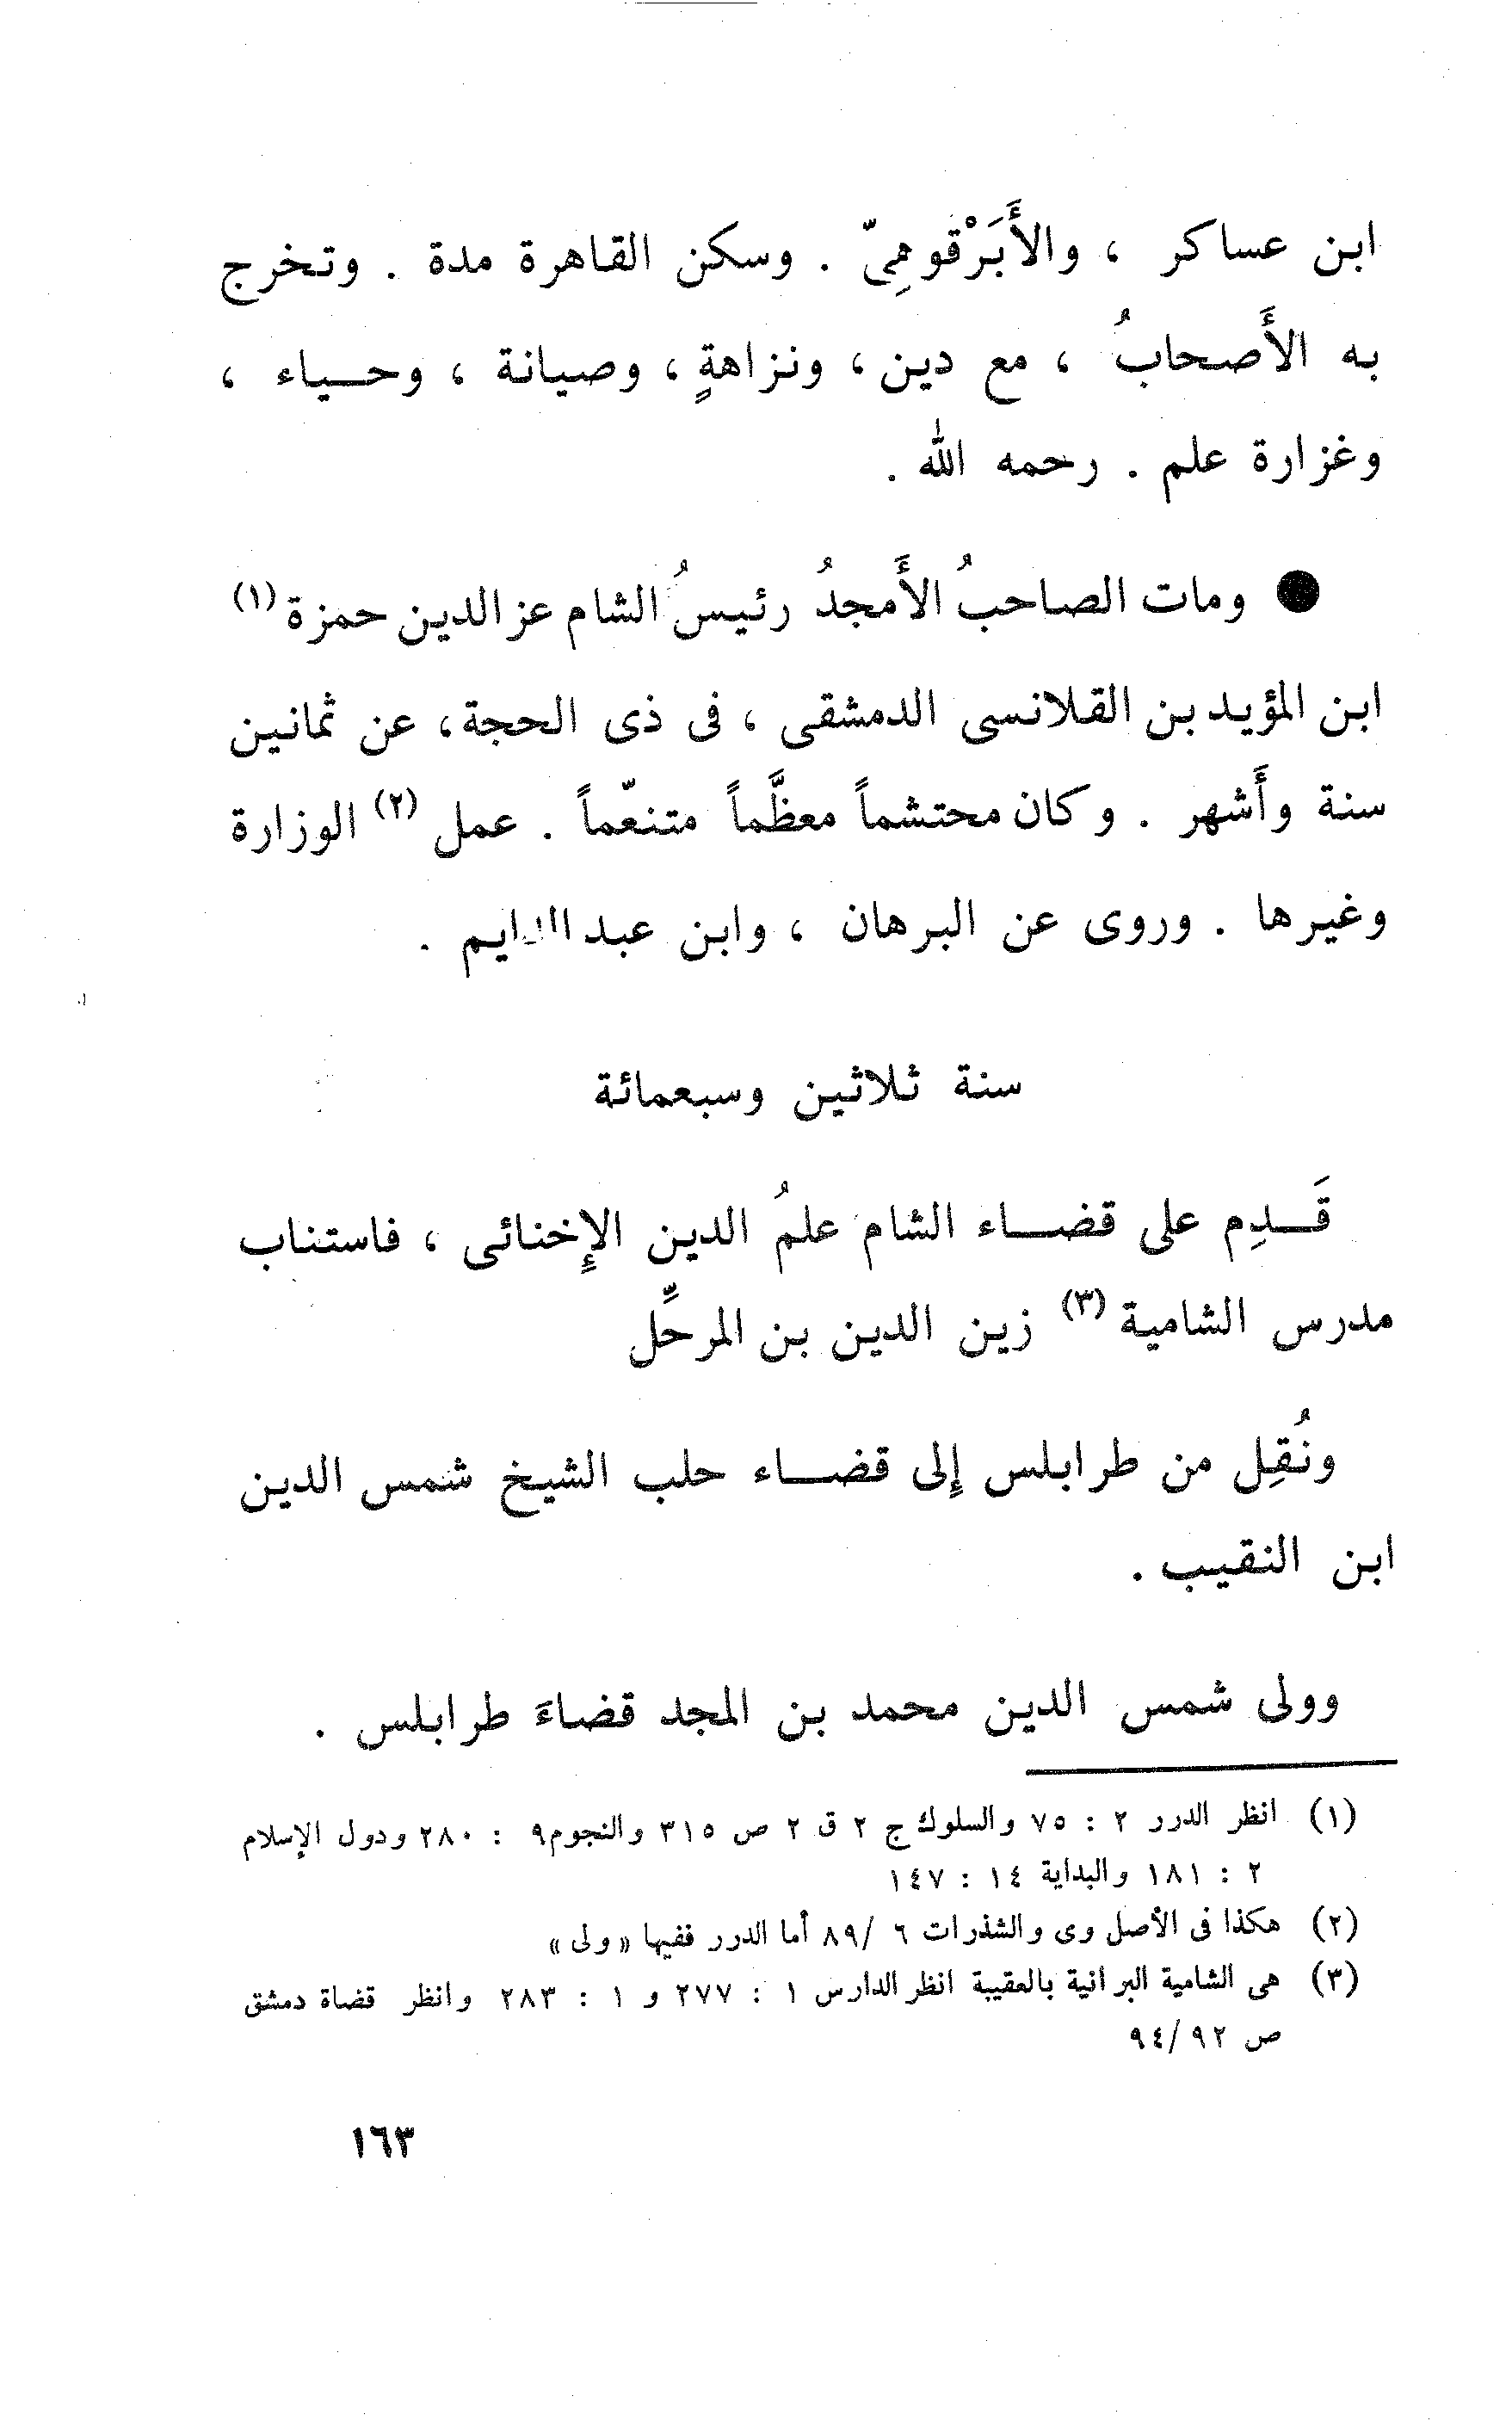 ابن عساكر ، والأَبَرْقوهِىّ . وسكن القاهرة مدة . وتخرج
به الأَصحابُ ، مع دين ، ونزاهةٍ ، وصيانة ، وحياء ،
وغزارة علم . رحمه الله .
● ومات الصاحبُ الأَمجدُ رئيسُ الشام عز الدين حمزة (١)
ابن المؤيد بن القلانسى الدمشقى ، فى ذى الحجة ، عن ثمانين
سنة وأَشهر . وكان محتشماً معظَّماً متنعّماً . عمل (٢) الوزارة
وغيرها . وروى عن البرهان ، وابن عبد الدايم .
سنة ثلاثين وسبعمائة
قَدِم على قضاء الشام علمُ الدين الإِخنائى ، فاستناب
مدرس الشامية (٣) زين الدين بن المرحِّل
ونُقِل من طرابلس إِلى قضاء حلب الشيخ شمس الدين
ابن النقيب .
وولى شمس الدين محمد بن المجد قضاءَ طرابلس .
(١) انظر الدرر ٢ : ٧٥ والسلوك ج ٢ ق ٢ ص ٣١٥ والنجوم ٩ : ٢٨٠ ودول الإسلام
٢ : ١٨١ والبداية ١٤ : ١٤٧
(٢) هكذا فى الأصل وى والشذرات ٦ /٨٩ أما الدرر ففيها «ولى»
(٣) هى الشامية البرانية بالعقيبة انظر الدارس ١ : ٢٧٧ و ١ : ٢٨٣ وانظر قضاة دمشق
ص ٩٤/٩٢
١٦٣